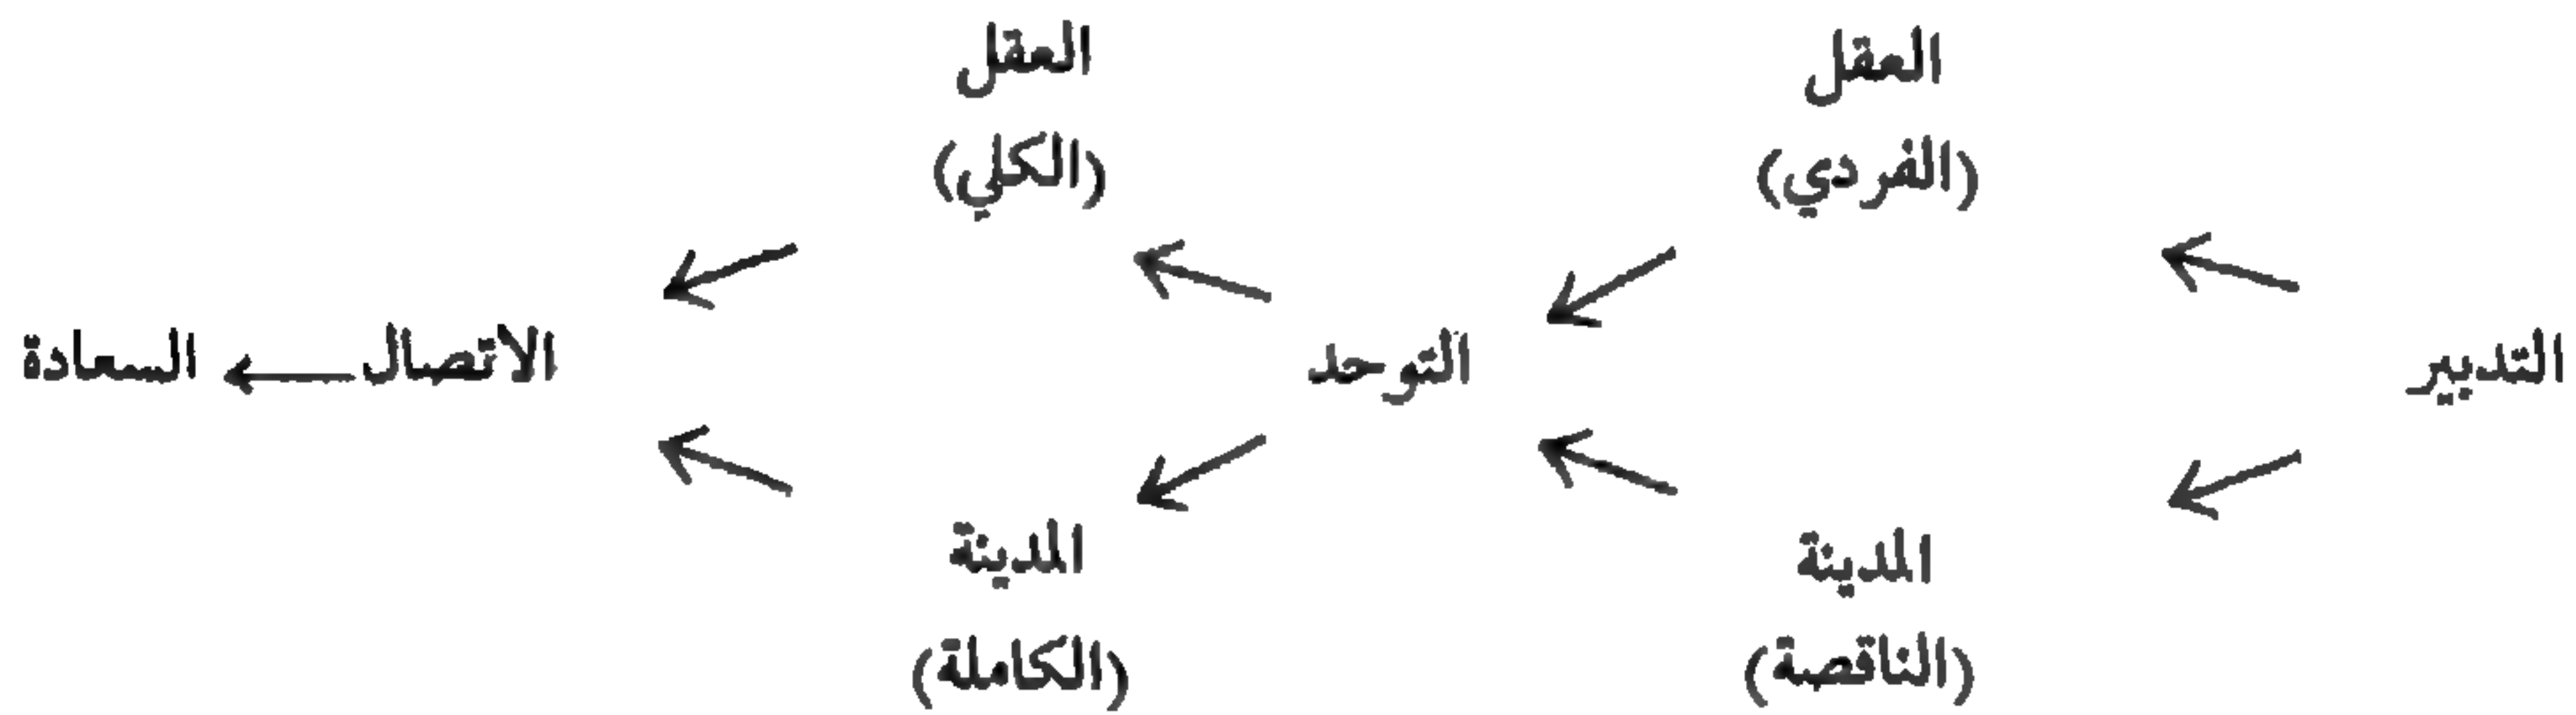 التدبير
العقل
(الفردي)
المدينة
(الناقصة)
التوحد
العقل
(الكلي)
المدينة
(الكاملة)
الاتصال
السعادة